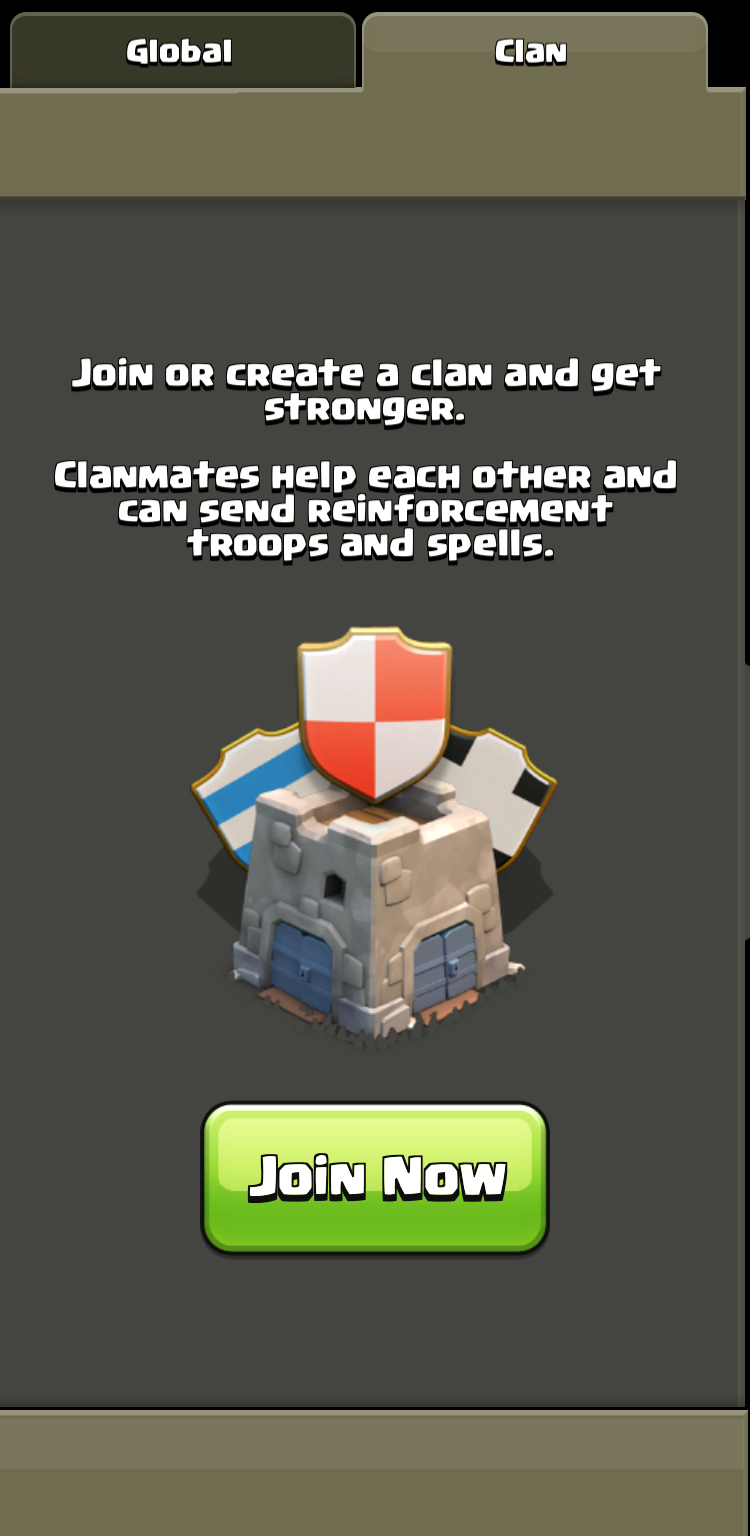 Global
Clan
Join or create a clan and get
stronger.
Clanmates help each other and
can send reinforcement
troops and spells.
Join Now